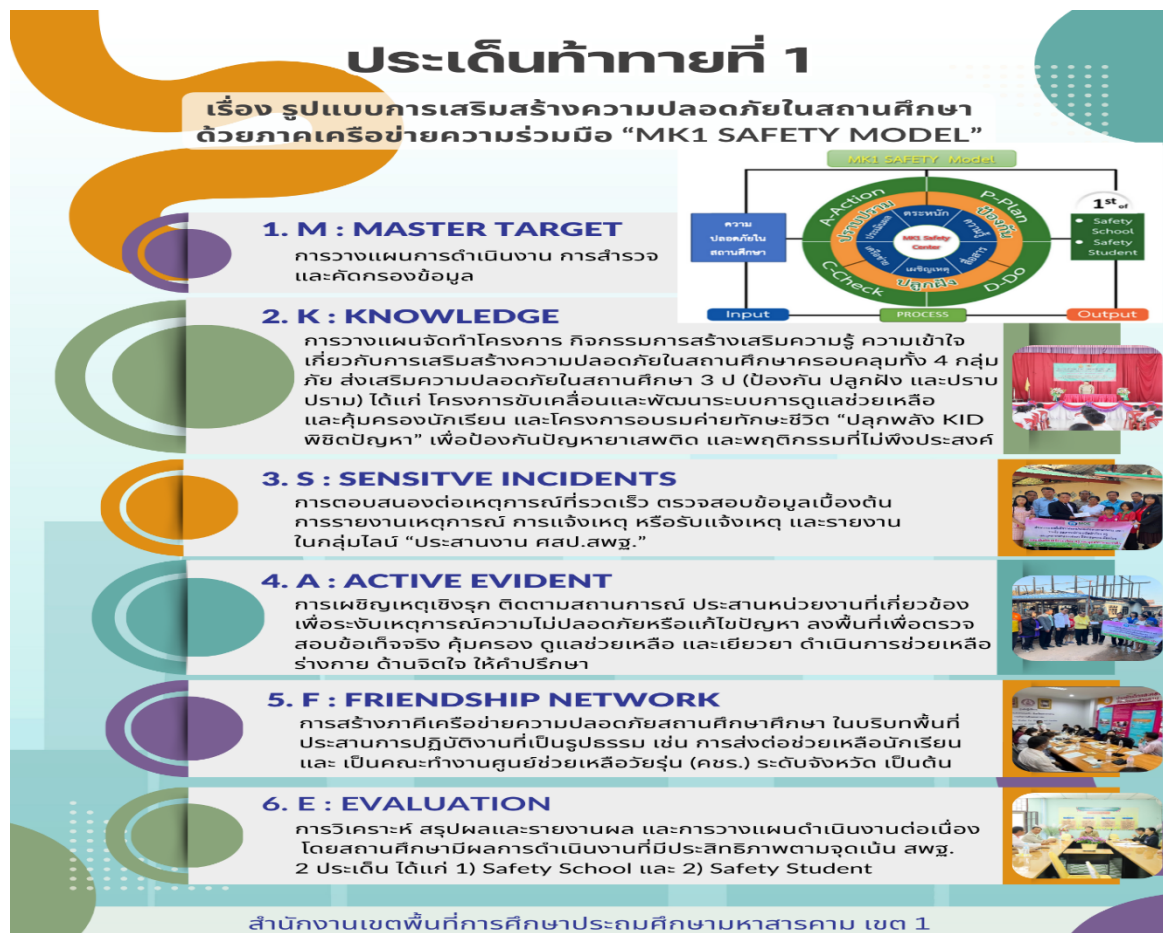 ประเด็นท้าทายที่ 1
เรื่อง รูปแบบการเสริมสร้างความปลอดภัยในสถานศึกษา
ด้วยภาคเครือข่ายความร่วมมือ “MK1 SAFETY MODEL”
MK1 SAFETY Model
ความ
ปลอดภัยใน
สถานศึกษา
Input
A-Action
P-Plan
C-Check
D-Do
ปราบปราม
ป้องกัน
ปลูกฝัง
ตระหนัก
ความรู้
สื่อสาร
เผชิญเหตุ
เครือข่าย
ประเมินผล
MK1 Safety
Center
PROCESS
1st of
Safety
School
Safety
Student
Output
1. M : MASTER TARGET
การวางแผนการดำเนินงาน การสำรวจ
และคัดกรองข้อมูล
2. K : KNOWLEDGE
การวางแผนจัดทำโครงการ กิจกรรมการสร้างเสริมความรู้ ความเข้าใจ
เกี่ยวกับการเสริมสร้างความปลอดภัยในสถานศึกษาครอบคลุมทั้ง 4 กลุ่ม
ภัย ส่งเสริมความปลอดภัยในสถานศึกษา 3 ป (ป้องกัน ปลูกฝัง และปราบ
ปราม) ได้แก่ โครงการขับเคลื่อนและพัฒนาระบบการดูแลช่วยเหลือ
และคุ้มครองนักเรียน และโครงการอบรมค่ายทักษะชีวิต “ปลุกพลัง KID
พิชิตปัญหา” เพื่อป้องกันปัญหายาเสพติด และพฤติกรรมที่ไม่พึงประสงค์
3. S : SENSITVE INCIDENTS
การตอบสนองต่อเหตุการณ์ที่รวดเร็ว ตรวจสอบข้อมูลเบื้องต้น
การรายงานเหตุการณ์ การแจ้งเหตุ หรือรับแจ้งเหตุ และรายงาน
ในกลุ่มไลน์ “ประสานงาน ศสป.สพฐ.”
4. A : ACTIVE EVIDENT
การเผชิญเหตุเชิงรุก ติดตามสถานการณ์ ประสานหน่วยงานที่เกี่ยวข้อง
เพื่อระงับเหตุการณ์ความไม่ปลอดภัยหรือแก้ไขปัญหา ลงพื้นที่เพื่อตรวจ
สอบข้อเท็จจริง คุ้มครอง ดูแลช่วยเหลือ และเยียวยา ดำเนินการช่วยเหลือ
ร่างกาย ด้านจิตใจ ให้คำปรึกษา
5. F : FRIENDSHIP NETWORK
การสร้างภาคีเครือข่ายความปลอดภัยสถานศึกษาศึกษา ในบริบทพื้นที่
ประสานการปฏิบัติงานที่เป็นรูปธรรม เช่น การส่งต่อช่วยเหลือนักเรียน
และ เป็นคณะทำงานศูนย์ช่วยเหลือวัยรุ่น (คชร.) ระดับจังหวัด เป็นต้น
6. E : EVALUATION
การวิเคราะห์ สรุปผลและรายงานผล และการวางแผนดำเนินงานต่อเนื่อง
โดยสถานศึกษามีผลการดำเนินงานที่มีประสิทธิภาพตามจุดเน้น สพฐ.
2 ประเด็น ได้แก่ 1) Safety School และ 2) Safety Student
สำนักงานเขตพื้นที่การศึกษาประถมศึกษามหาสารคาม เขต 1